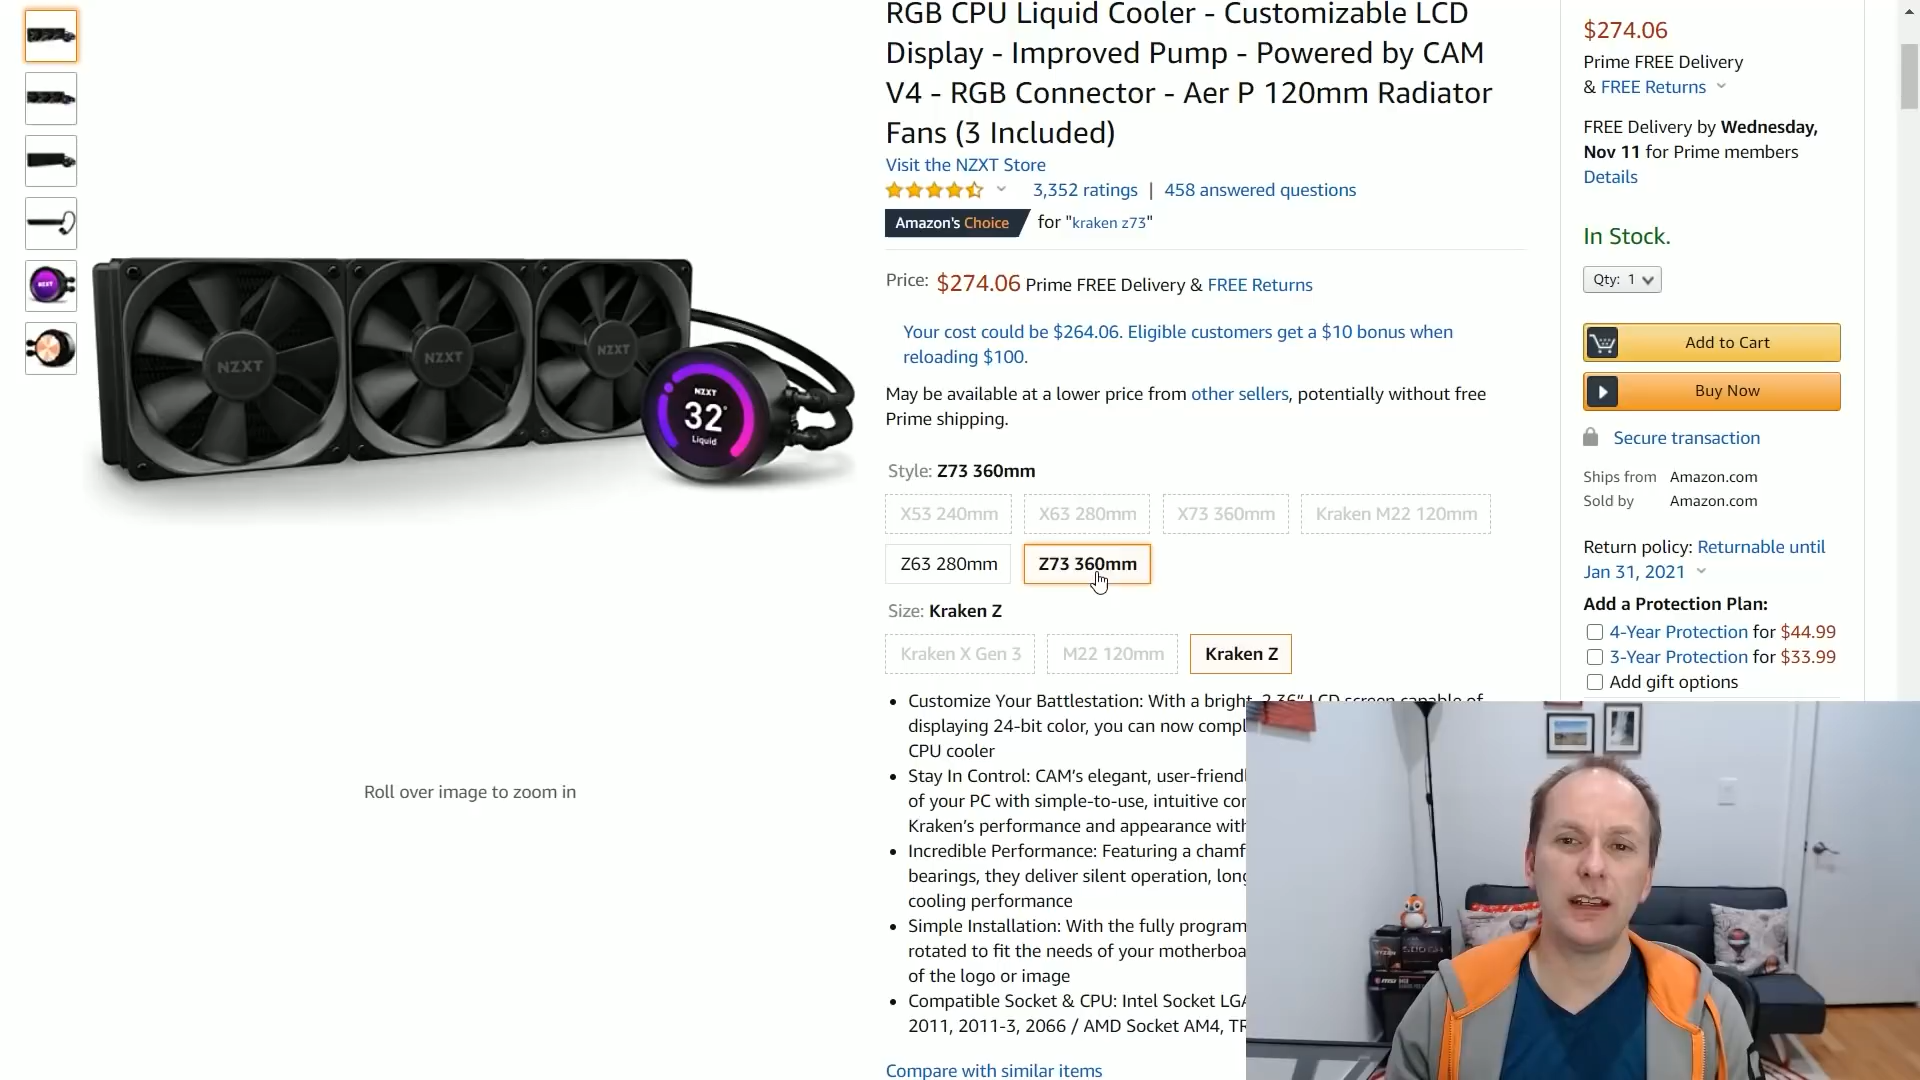 RGB CPU Liquid Cooler - Customizable LCD
Display - Improved Pump - Powered by CAM
V4 - RGB Connector - Aer P 120mm Radiator
Fans (3 Included)
Visit the NZXT Store
3,352 ratings | 458 answered questions
Amazon's Choice for "kraken z73"
Price: $274.06 Prime FREE Delivery & FREE Returns
Your cost could be $264.06. Eligible customers get a $10 bonus when
reloading $100.
May be available at a lower price from other sellers, potentially without free
Prime shipping.
Style: Z73 360mm
X53 240mm
X63 280mm
X73 360mm
Kraken M22 120mm
Z63 280mm
Z73 360mm
Size: Kraken Z
Kraken X Gen 3
M22 120mm
Kraken Z
Customize Your Battlestation: With a bright, 2.36" LCD screen capable of
displaying 24-bit color, you can now compl
CPU cooler
Stay In Control: CAM's elegant, user-friendl
of your PC with simple-to-use, intuitive cor
Kraken's performance and appearance with
Incredible Performance: Featuring a chamf
bearings, they deliver silent operation, long
cooling performance
Simple Installation: With the fully program
rotated to fit the needs of your motherboa
of the logo or image
Compatible Socket & CPU: Intel Socket LGA
2011, 2011-3, 2066 / AMD Socket AM4, TR
Compare with similar items
NZXT
NZXT
NZXT
NZXT
32°
Liquid
NZXT
Roll over image to zoom in
$274.06
Prime FREE Delivery
& FREE Returns
FREE Delivery by Wednesday,
Nov 11 for Prime members
Details
In Stock.
Qty: 1
Add to Cart
Buy Now
Secure transaction
Ships from Amazon.com
Sold by Amazon.com
Return policy: Returnable until
Jan 31, 2021
Add a Protection Plan:
4-Year Protection for $44.99
3-Year Protection for $33.99
Add gift options
RYZEN
msi